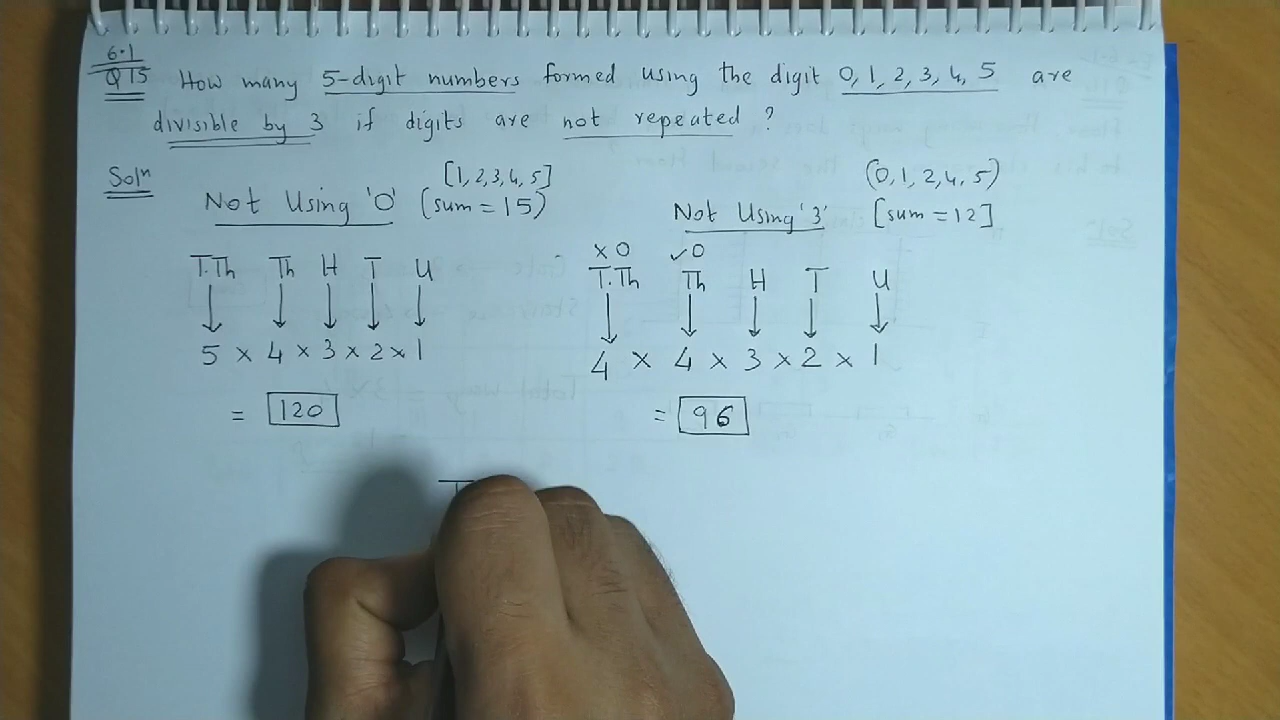 6.1
Q15 How many 5-digit numbers formed using the digit 0, 1, 2, 3, 4, 5 are
divisible by 3 if digits are not repeated ?
Solⁿ
[1, 2, 3, 4, 5]
Not Using '0' (sum = 15)
T.Th Th H T U
5 × 4 × 3 × 2 × 1
= 120
(0, 1, 2, 4, 5)
Not Using '3' [sum = 12]
× 0 ✓ 0
T.Th Th H T U
4 × 4 × 3 × 2 × 1
= 96